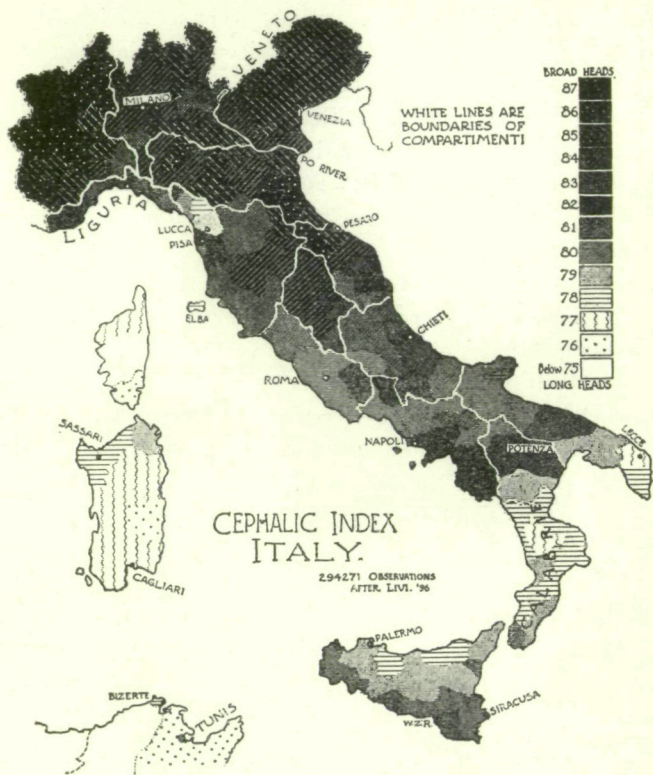 VENETO
MILANO
VENEZIA
PO RIVER
WHITE LINES ARE
BOUNDARIES OF
COMPARTIMENTI
BROAD HEADS
87
86
85
84
83
82
81
80
79
78
77
76
Below 75
LONG HEADS
LIGURIA
LUCCA
PISA
PESARO
ELBA
CHIETI
ROMA
SASSARI
NAPOLI
POTENZA
LECCE
CEPHALIC INDEX
ITALY.
294271 OBSERVATIONS
AFTER LIVI. '96
CALABRIA
CAGLIARI
PALERMO
BIZERTE
TUNIS
SIRACUSA
W.Z.R.